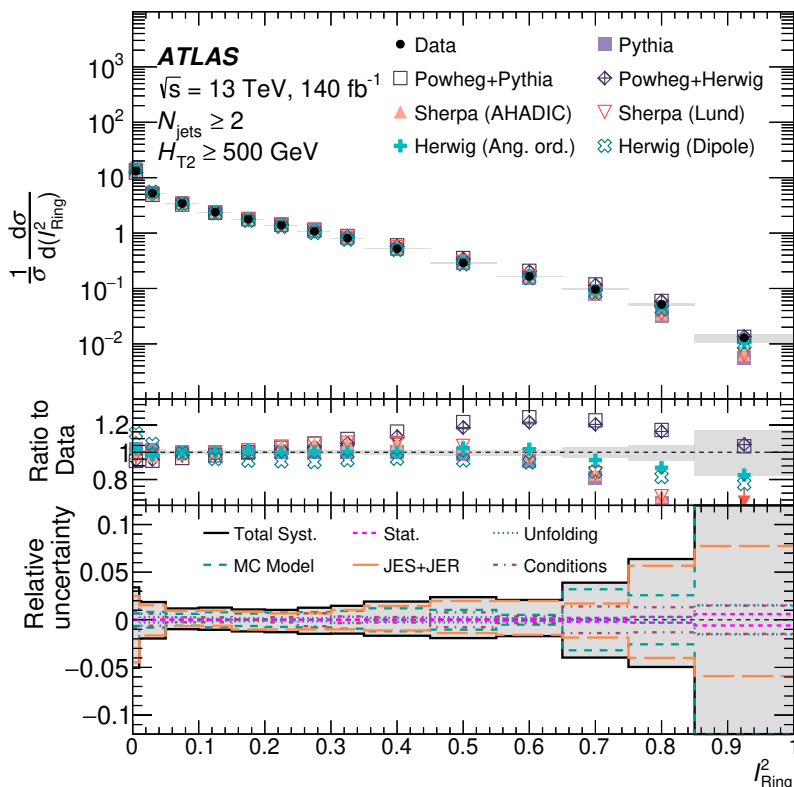 ATLAS
√s = 13 TeV, 140 fb⁻¹
N_jets ≥ 2
H_T2 ≥ 500 GeV
Data
Pythia
Powheg+Pythia
Powheg+Herwig
Sherpa (AHADIC)
Sherpa (Lund)
Herwig (Ang. ord.)
Herwig (Dipole)
1/σ dσ/d(I²_Ring)
10³
10²
10
1
10⁻¹
10⁻²
Ratio to
Data
1.2
1
0.8
Relative
uncertainty
0.1
0.05
0
−0.05
−0.1
Total Syst.
Stat.
Unfolding
MC Model
JES+JER
Conditions
0 0.1 0.2 0.3 0.4 0.5 0.6 0.7 0.8 0.9 1
I²_Ring